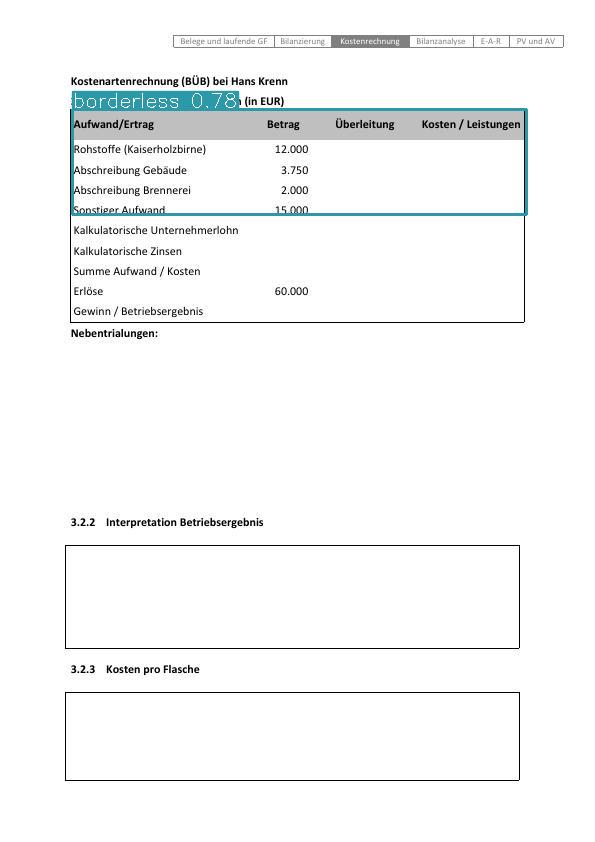 Belege und laufende GF Bilanzierung Kostenrechnung Bilanzanalyse E-A-R PV und AV
Kostenartenrechnung (BÜB) bei Hans Krenn
borderless 0.78 (in EUR)
Aufwand/Ertrag Betrag Überleitung Kosten / Leistungen
Rohstoffe (Kaiserholzbirne) 12.000
Abschreibung Gebäude 3.750
Abschreibung Brennerei 2.000
Sonstiger Aufwand 15.000
Kalkulatorische Unternehmerlohn
Kalkulatorische Zinsen
Summe Aufwand / Kosten
Erlöse 60.000
Gewinn / Betriebsergebnis
Nebentrialungen:
3.2.2 Interpretation Betriebsergebnis
3.2.3 Kosten pro Flasche